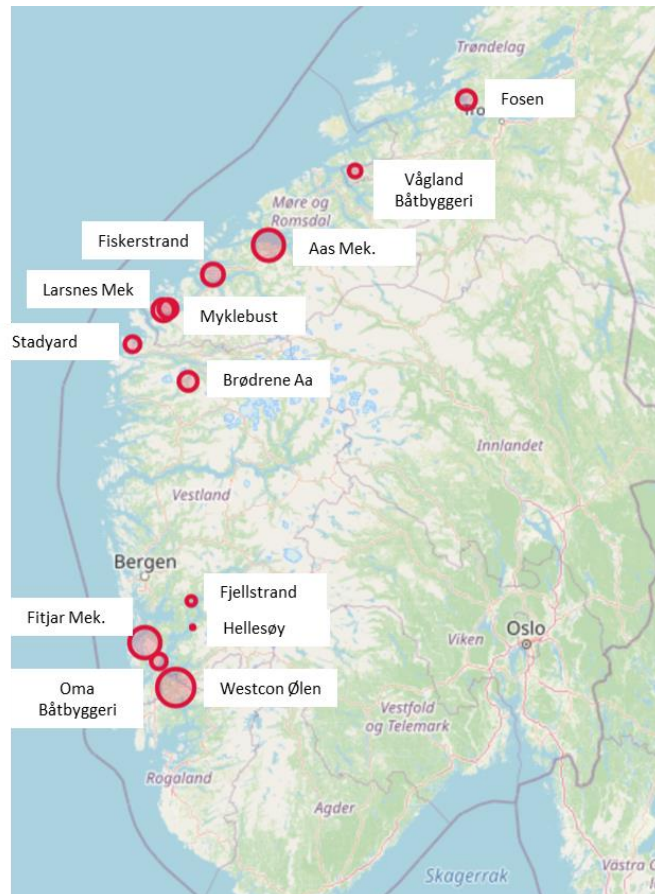 Trøndelag
Fosen
Vågland
Båtbyggeri
Møre og
Romsdal
Fiskerstrand
Aas Mek.
Larsnes Mek
Myklebust
Stadyard
Brødrene Aa
Innlandet
Vestland
Bergen
Fjellstrand
Fitjar Mek.
Hellesøy
Viken
Oslo
Oma
Båtbyggeri
Westcon Ølen
Vestfold
og Telemark
Rogaland
Agder
Västra
Skagerrak